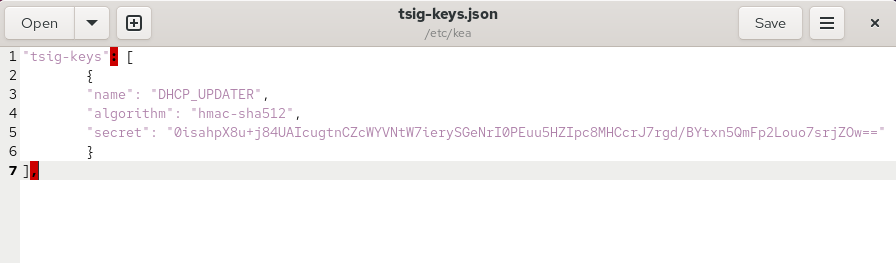 Open
tsig-keys.json
/etc/kea
Save
1 "tsig-keys": [
2 {
3 "name": "DHCP_UPDATER",
4 "algorithm": "hmac-sha512",
5 "secret": "0isahpX8u+j84UAIcugtnCZcWYVNtW7ierySGeNrI0PEuu5HZIpc8MHCcrJ7rgd/BYtxn5QmFp2Louo7srjZOw=="
6 }
7 ],